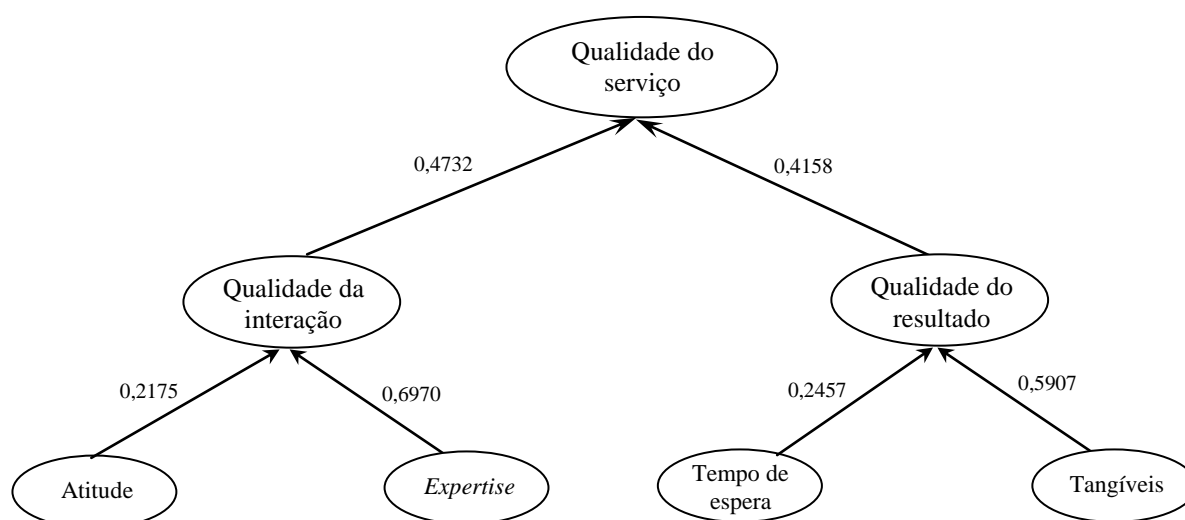 Qualidade do
serviço
0,4732
0,4158
Qualidade da
interação
Qualidade do
resultado
0,2175
0,6970
0,2457
0,5907
Atitude
Expertise
Tempo de
espera
Tangíveis